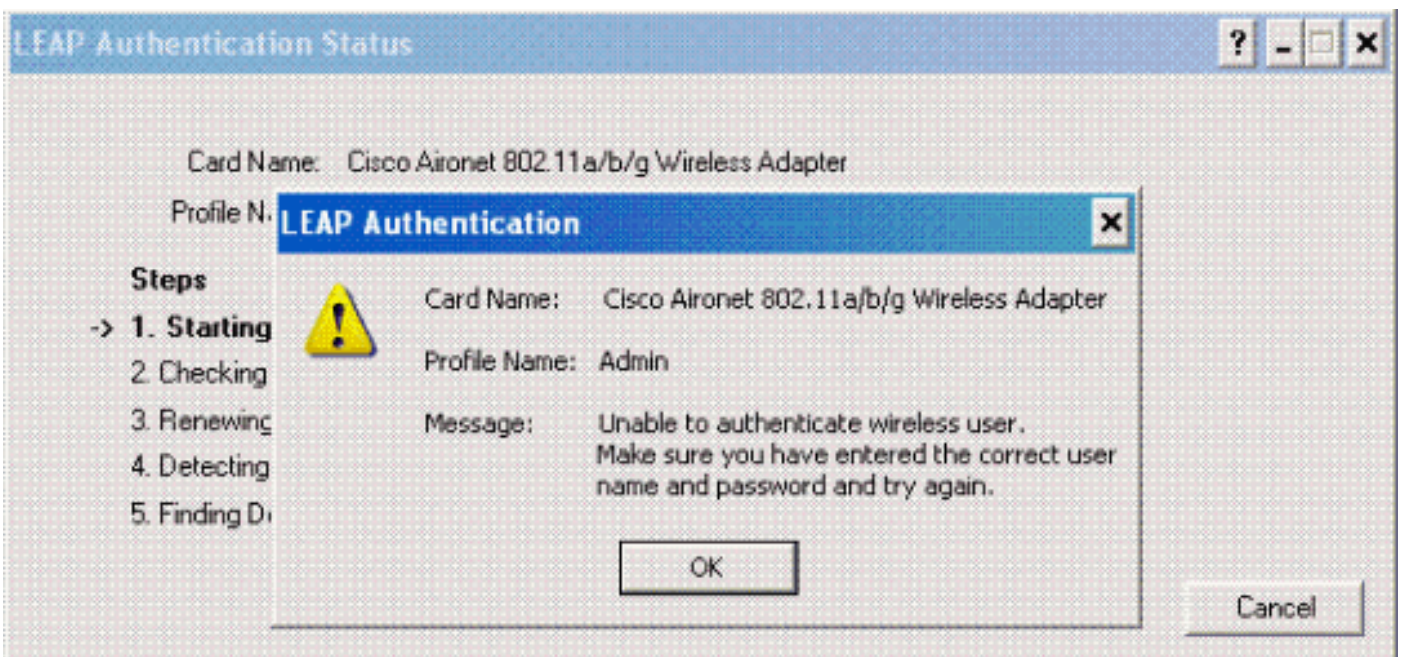 LEAP Authentication Status
Card Name: Cisco Aironet 802.11a/b/g Wireless Adapter
Profile N
LEAP Authentication
Steps
Card Name: Cisco Aironet 802.11a/b/g Wireless Adapter
-> 1. Starting
2. Checking
Profile Name: Admin
3. Renewing
Message: Unable to authenticate wireless user.
Make sure you have entered the correct user
4. Detecting
name and password and try again.
5. Finding D
OK
Cancel